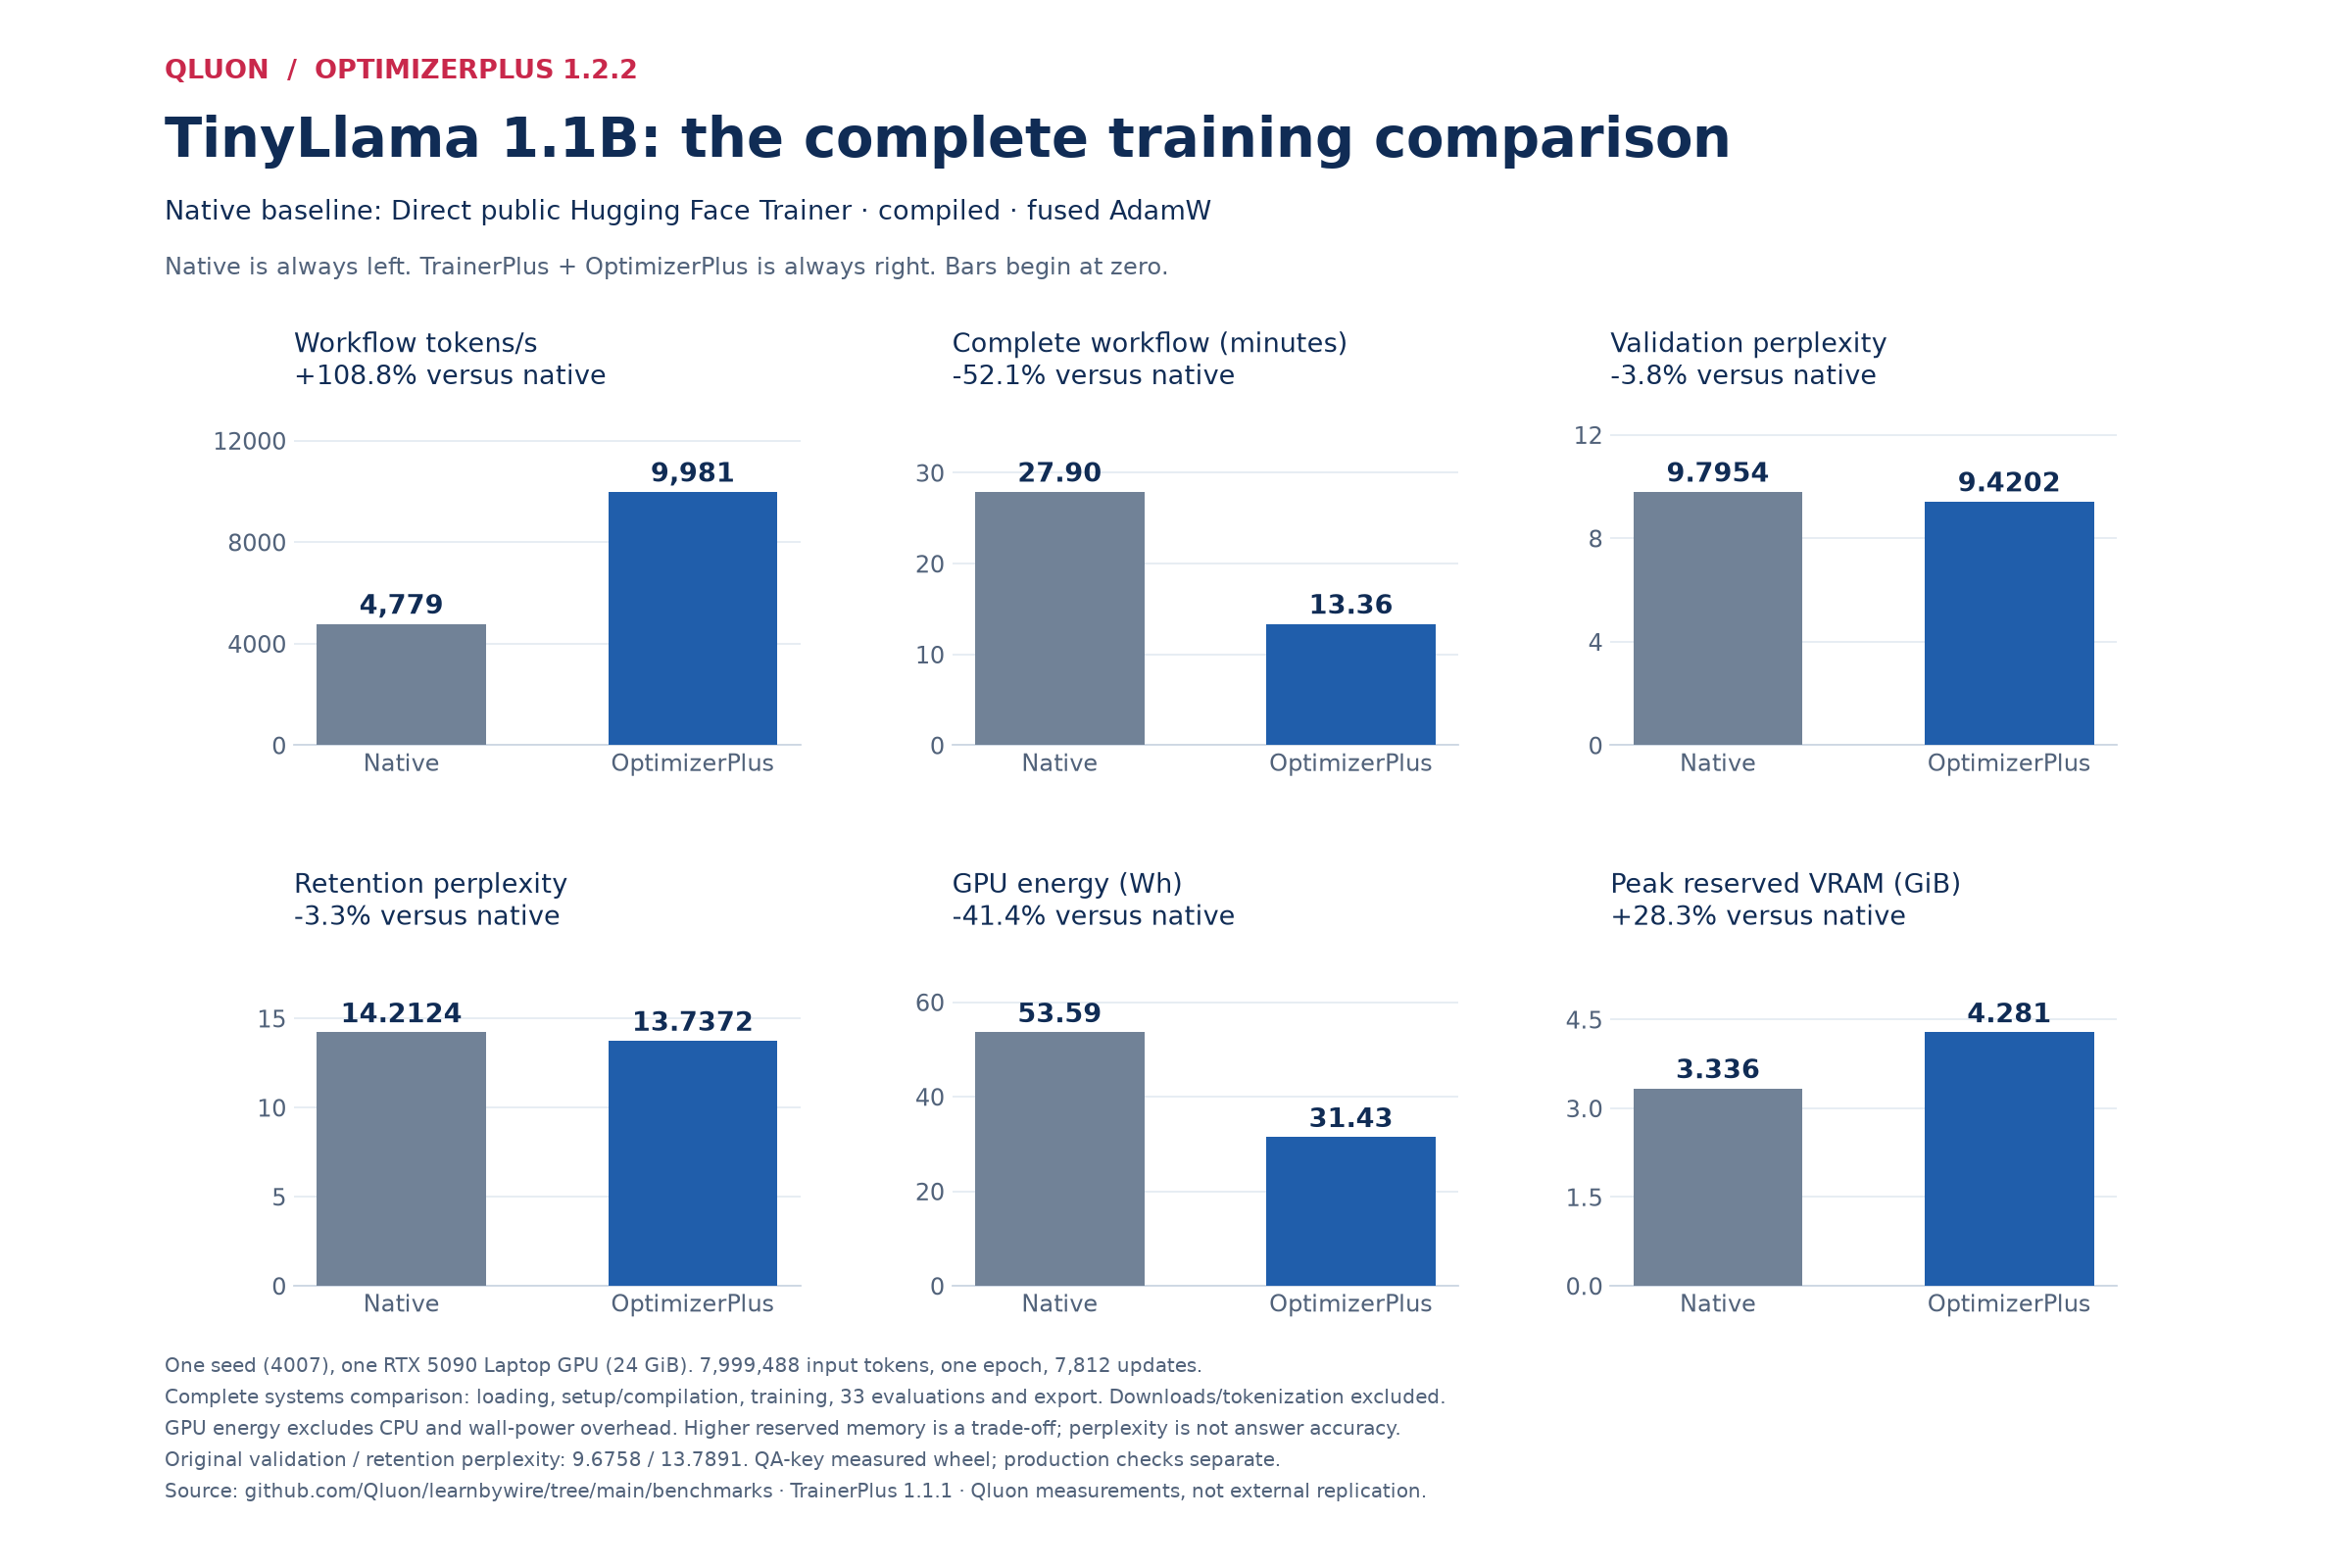 QLUON / OPTIMIZERPLUS 1.2.2
TinyLlama 1.1B: the complete training comparison
Native baseline: Direct public Hugging Face Trainer · compiled · fused AdamW
Native is always left. TrainerPlus + OptimizerPlus is always right. Bars begin at zero.
Workflow tokens/s
+108.8% versus native
12000
8000
4000
0
4,779
9,981
Native
OptimizerPlus
Complete workflow (minutes)
-52.1% versus native
30
20
10
0
27.90
13.36
Native
OptimizerPlus
Validation perplexity
-3.8% versus native
12
8
4
0
9.7954
9.4202
Native
OptimizerPlus
Retention perplexity
-3.3% versus native
15
10
5
0
14.2124
13.7372
Native
OptimizerPlus
GPU energy (Wh)
-41.4% versus native
60
40
20
0
53.59
31.43
Native
OptimizerPlus
Peak reserved VRAM (GiB)
+28.3% versus native
4.5
3.0
1.5
0.0
3.336
4.281
Native
OptimizerPlus
One seed (4007), one RTX 5090 Laptop GPU (24 GiB). 7,999,488 input tokens, one epoch, 7,812 updates.
Complete systems comparison: loading, setup/compilation, training, 33 evaluations and export. Downloads/tokenization excluded.
GPU energy excludes CPU and wall-power overhead. Higher reserved memory is a trade-off; perplexity is not answer accuracy.
Original validation / retention perplexity: 9.6758 / 13.7891. QA-key measured wheel; production checks separate.
Source: github.com/Qluon/learnbywire/tree/main/benchmarks · TrainerPlus 1.1.1 · Qluon measurements, not external replication.